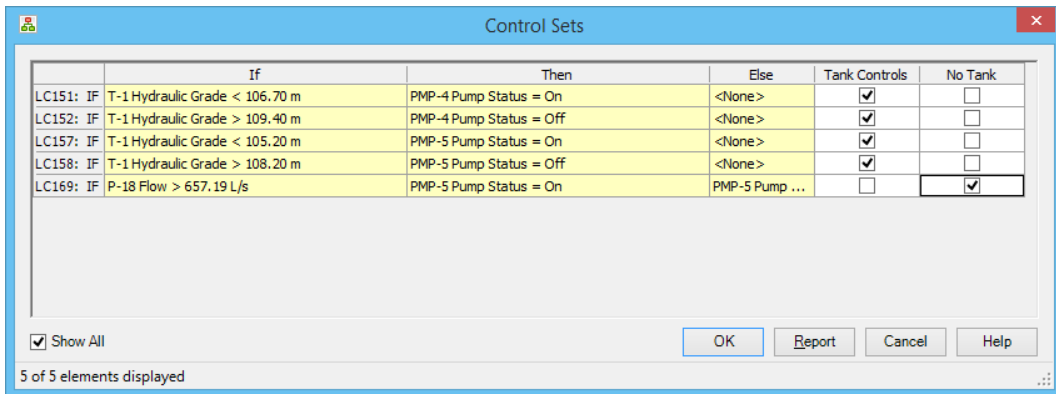 Control Sets
If Then Else Tank Controls No Tank
LC151: IF T-1 Hydraulic Grade < 106.70 m PMP-4 Pump Status = On <None>
LC152: IF T-1 Hydraulic Grade > 109.40 m PMP-4 Pump Status = Off <None>
LC157: IF T-1 Hydraulic Grade < 105.20 m PMP-5 Pump Status = On <None>
LC158: IF T-1 Hydraulic Grade > 108.20 m PMP-5 Pump Status = Off <None>
LC169: IF P-18 Flow > 657.19 L/s PMP-5 Pump Status = On PMP-5 Pump ...
Show All OK Report Cancel Help
5 of 5 elements displayed